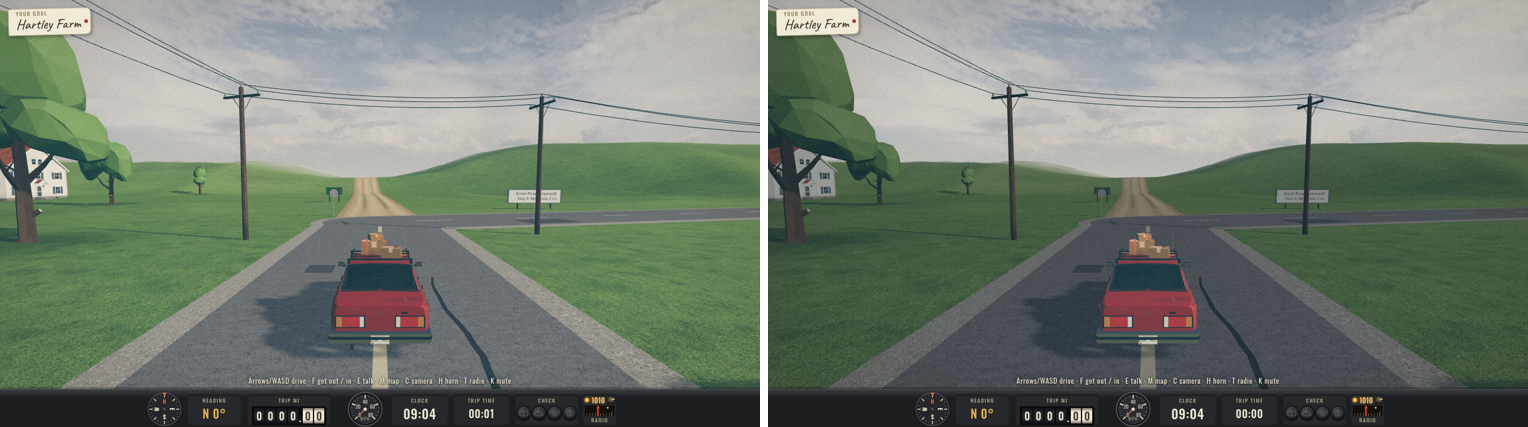 YOUR GOAL
Hartley Farm
Arrows/WASD drive · F get out / in · E talk · M map · C camera · H horn · T radio · K mute
HEADING
N 0°
TRIP MI
0 0 0 0 . 0 0
CLOCK
09:04
TRIP TIME
00:01
CHECK
1010
RADIO
YOUR GOAL
Hartley Farm
Arrows/WASD drive · F get out / in · E talk · M map · C camera · H horn · T radio · K mute
HEADING
N 0°
TRIP MI
0 0 0 0 . 0 0
CLOCK
09:04
TRIP TIME
00:00
CHECK
1010
RADIO